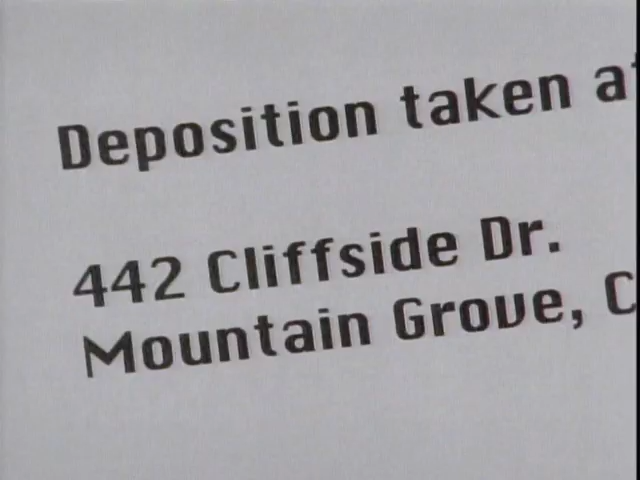 Deposition taken a
442 Cliffside Dr.
Mountain Grove, C